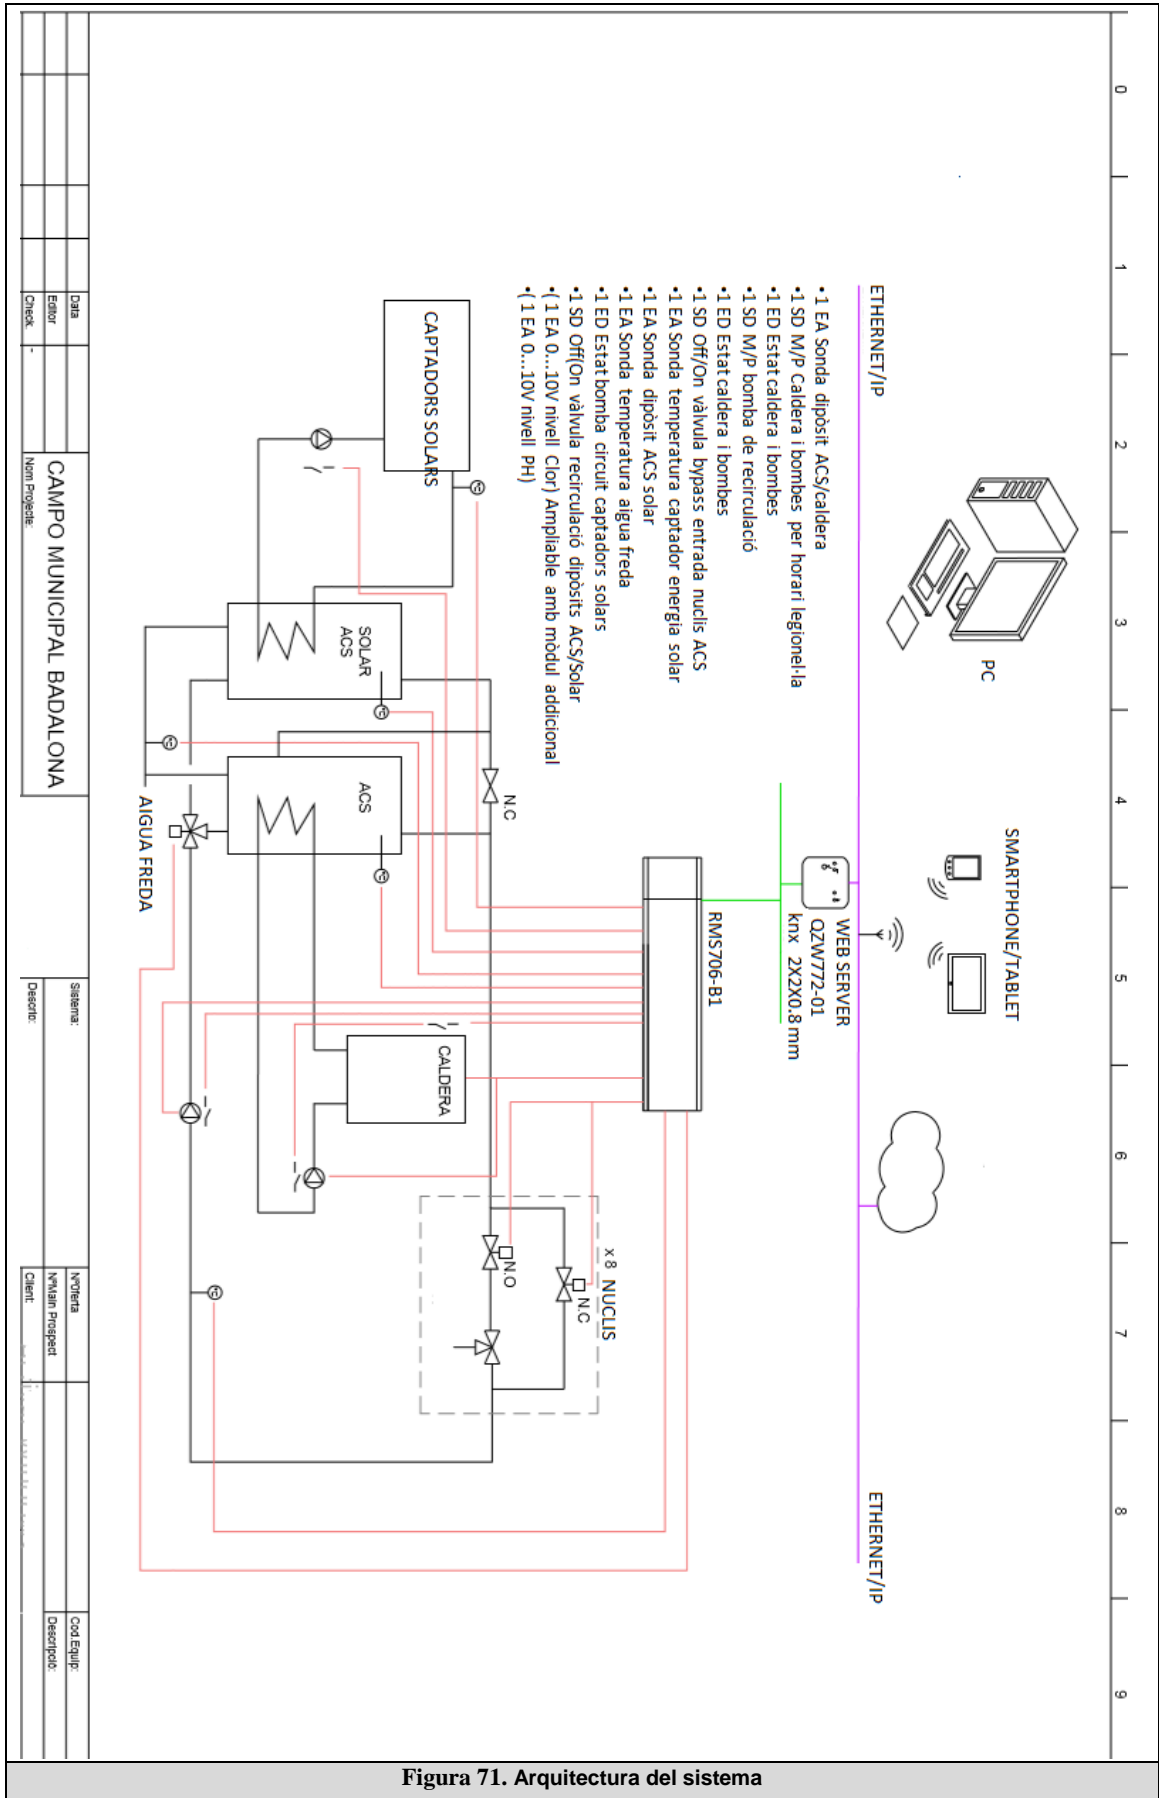 0
1
2
3
4
5
6
7
8
9
ETHERNET/IP
ETHERNET/IP
PC
SMARTPHONE/TABLET
WEB SERVER
QZW772-01
knx 2X2X0.8mm
RMS706-B1
•1 EA Sonda dipòsit ACS/caldera
•1 SD M/P Caldera i bombes per horari legionel·la
•1 ED Estat caldera i bombes
•1 SD M/P bomba de recirculació
•1 ED Estat caldera i bombes
•1 SD Off/On vàlvula bypass entrada nuclis ACS
•1 EA Sonda temperatura captador energia solar
•1 EA Sonda dipòsit ACS solar
•1 EA Sonda temperatura aigua freda
•1 ED Estat bomba circuit captadors solars
•1 SD Off(On vàlvula recirculació dipòsits ACS/Solar
•( 1 EA 0...10V nivell Clor) Ampliable amb mòdul addicional
•( 1 EA 0...10V nivell PH)
CAPTADORS SOLARS
SOLAR
ACS
ACS
N.C
CALDERA
x8 NUCLIS
N.C
N.O
AIGUA FREDA
°C
°C
°C
°C
°C
Data
Editor
Check. -
Nom Projecte:
CAMPO MUNICIPAL BADALONA
Sistema:
Descrio:
NºOferta
NºMain Prospect
Client:
Cod.Equip:
Descripció:
Figura 71. Arquitectura del sistema